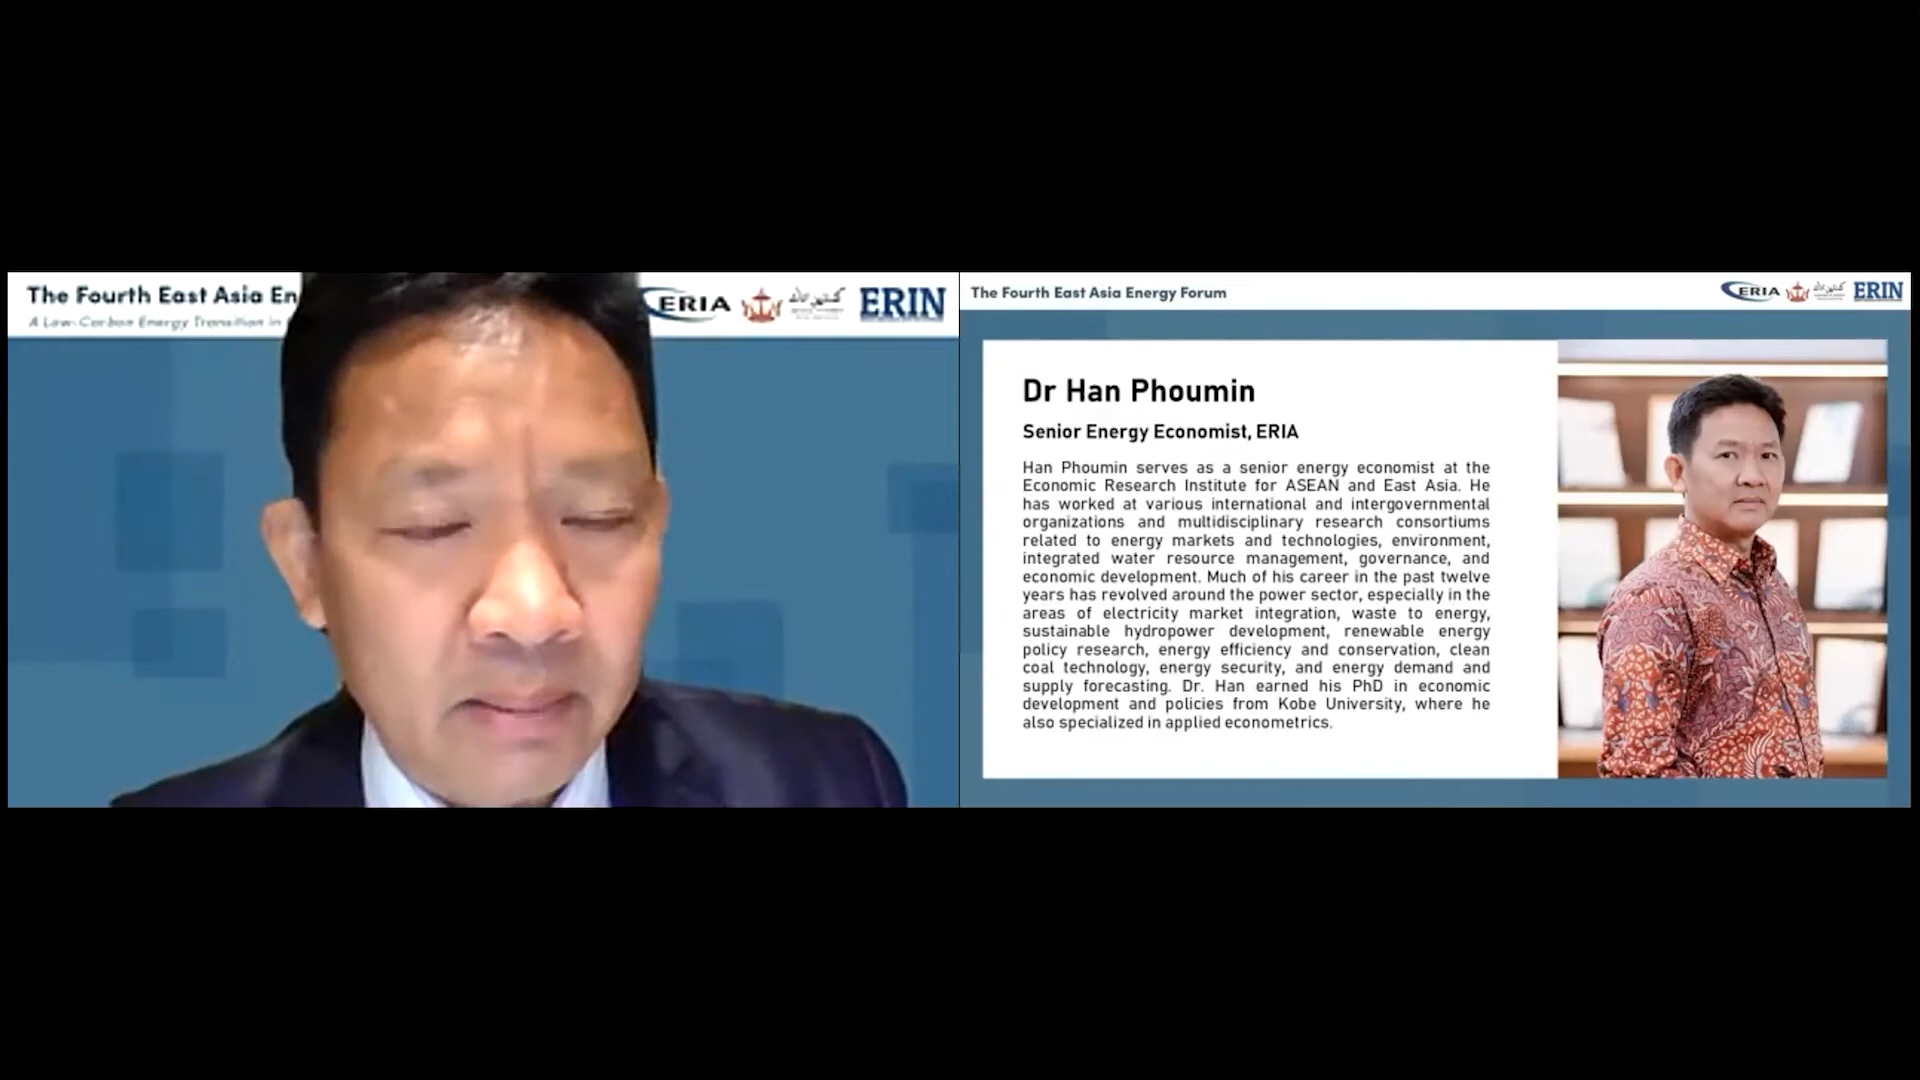 The Fourth East Asia En
A Low-Carbon Energy Transition in
ERIA
ERIN
The Fourth East Asia Energy Forum
ERIA
ERIN
Dr Han Phoumin
Senior Energy Economist, ERIA
Han Phoumin serves as a senior energy economist at the
Economic Research Institute for ASEAN and East Asia. He
has worked at various international and intergovernmental
organizations and multidisciplinary research consortiums
related to energy markets and technologies, environment,
integrated water resource management, governance, and
economic development. Much of his career in the past twelve
years has revolved around the power sector, especially in the
areas of electricity market integration, waste to energy,
sustainable hydropower development, renewable energy
policy research, energy efficiency and conservation, clean
coal technology, energy security, and energy demand and
supply forecasting. Dr. Han earned his PhD in economic
development and policies from Kobe University, where he
also specialized in applied econometrics.